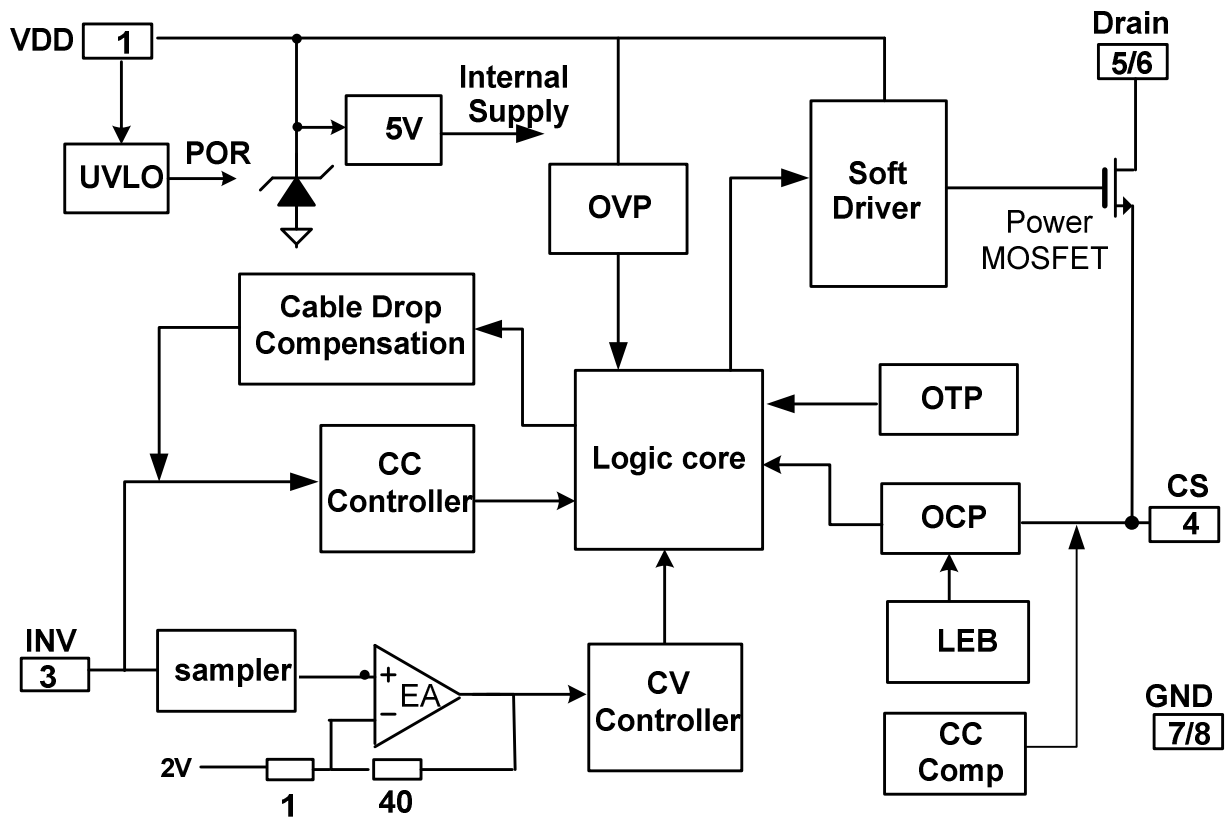 VDD
1
Drain
5/6
Internal
Supply
5V
UVLO
POR
OVP
Soft
Driver
Power
MOSFET
Cable Drop
Compensation
OTP
CC
Controller
Logic core
OCP
CS
4
LEB
INV
3
sampler
+
EA
−
CV
Controller
GND
7/8
CC
Comp
2V
1
40